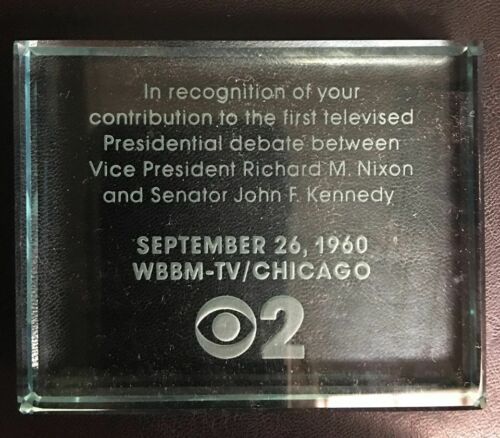 In recognition of your
contribution to the first televised
Presidential debate between
Vice President Richard M. Nixon
and Senator John F. Kennedy
SEPTEMBER 26, 1960
WBBM-TV/CHICAGO
2